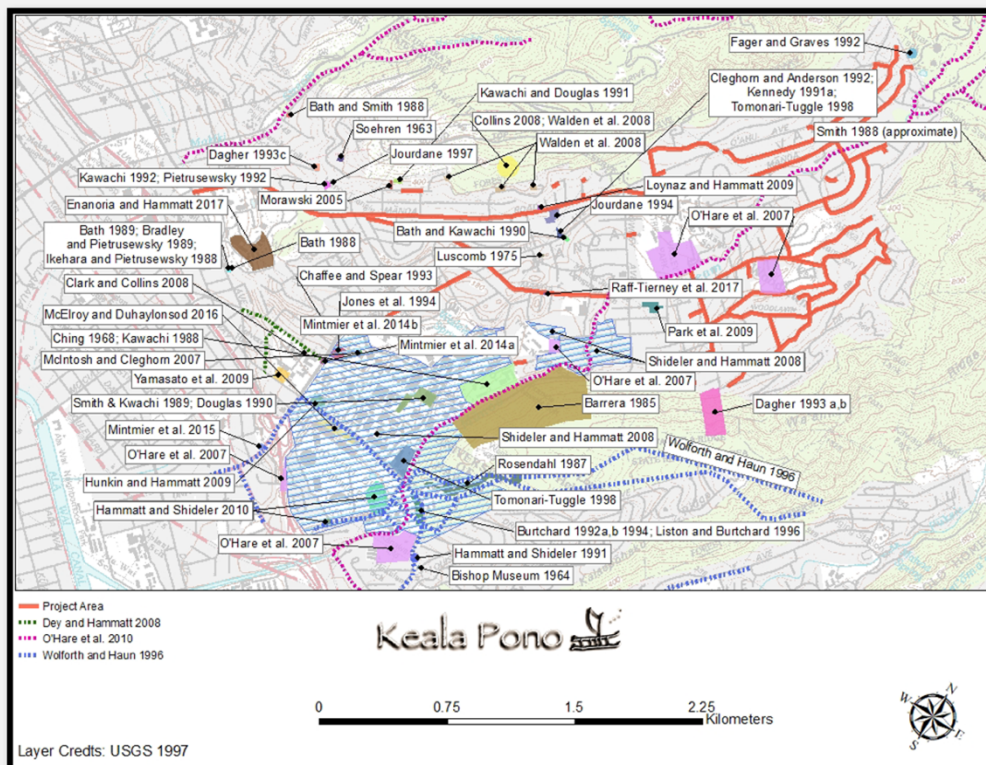 Fager and Graves 1992
Cleghorn and Anderson 1992;
Kennedy 1991a;
Tomonari-Tuggle 1998
Kawachi and Douglas 1991
Bath and Smith 1988
Collins 2008; Walden et al. 2008
Soehren 1963
Walden et al. 2008
Smith 1988 (approximate)
Dagher 1993c
Jourdane 1997
Kawachi 1992; Pietrusewsky 1992
Loynaz and Hammatt 2009
Morawski 2005
Enanoria and Hammatt 2017
Jourdane 1994
O'Hare et al. 2007
Bath 1989; Bradley
and Pietrusewsky 1989;
Ikehara and Pietrusewsky 1988
Bath 1988
Bath and Kawachi 1990
Luscomb 1975
Chaffee and Spear 1993
Clark and Collins 2008
Raff-Tierney et al. 2017
Jones et al. 1994
McElroy and Duhaylonsod 2016
Mintmier et al. 2014b
Park et al. 2009
Ching 1968; Kawachi 1988
Mintmier et al. 2014a
McIntosh and Cleghorn 2007
Shideler and Hammatt 2008
Yamasato et al. 2009
O'Hare et al. 2007
Smith & Kwachi 1989; Douglas 1990
Barrera 1985
Dagher 1993 a,b
Mintmier et al. 2015
Shideler and Hammatt 2008
Wolforth and Haun 1996
O'Hare et al. 2007
Rosendahl 1987
Hunkin and Hammatt 2009
Tomonari-Tuggle 1998
Hammatt and Shideler 2010
Burtchard 1992a,b 1994; Liston and Burtchard 1996
O'Hare et al. 2007
Hammatt and Shideler 1991
Bishop Museum 1964
Project Area
Dey and Hammatt 2008
O'Hare et al. 2010
Wolforth and Haun 1996
Keala Pono
0 0.75 1.5 2.25
Kilometers
N
W
E
S
Layer Credts: USGS 1997